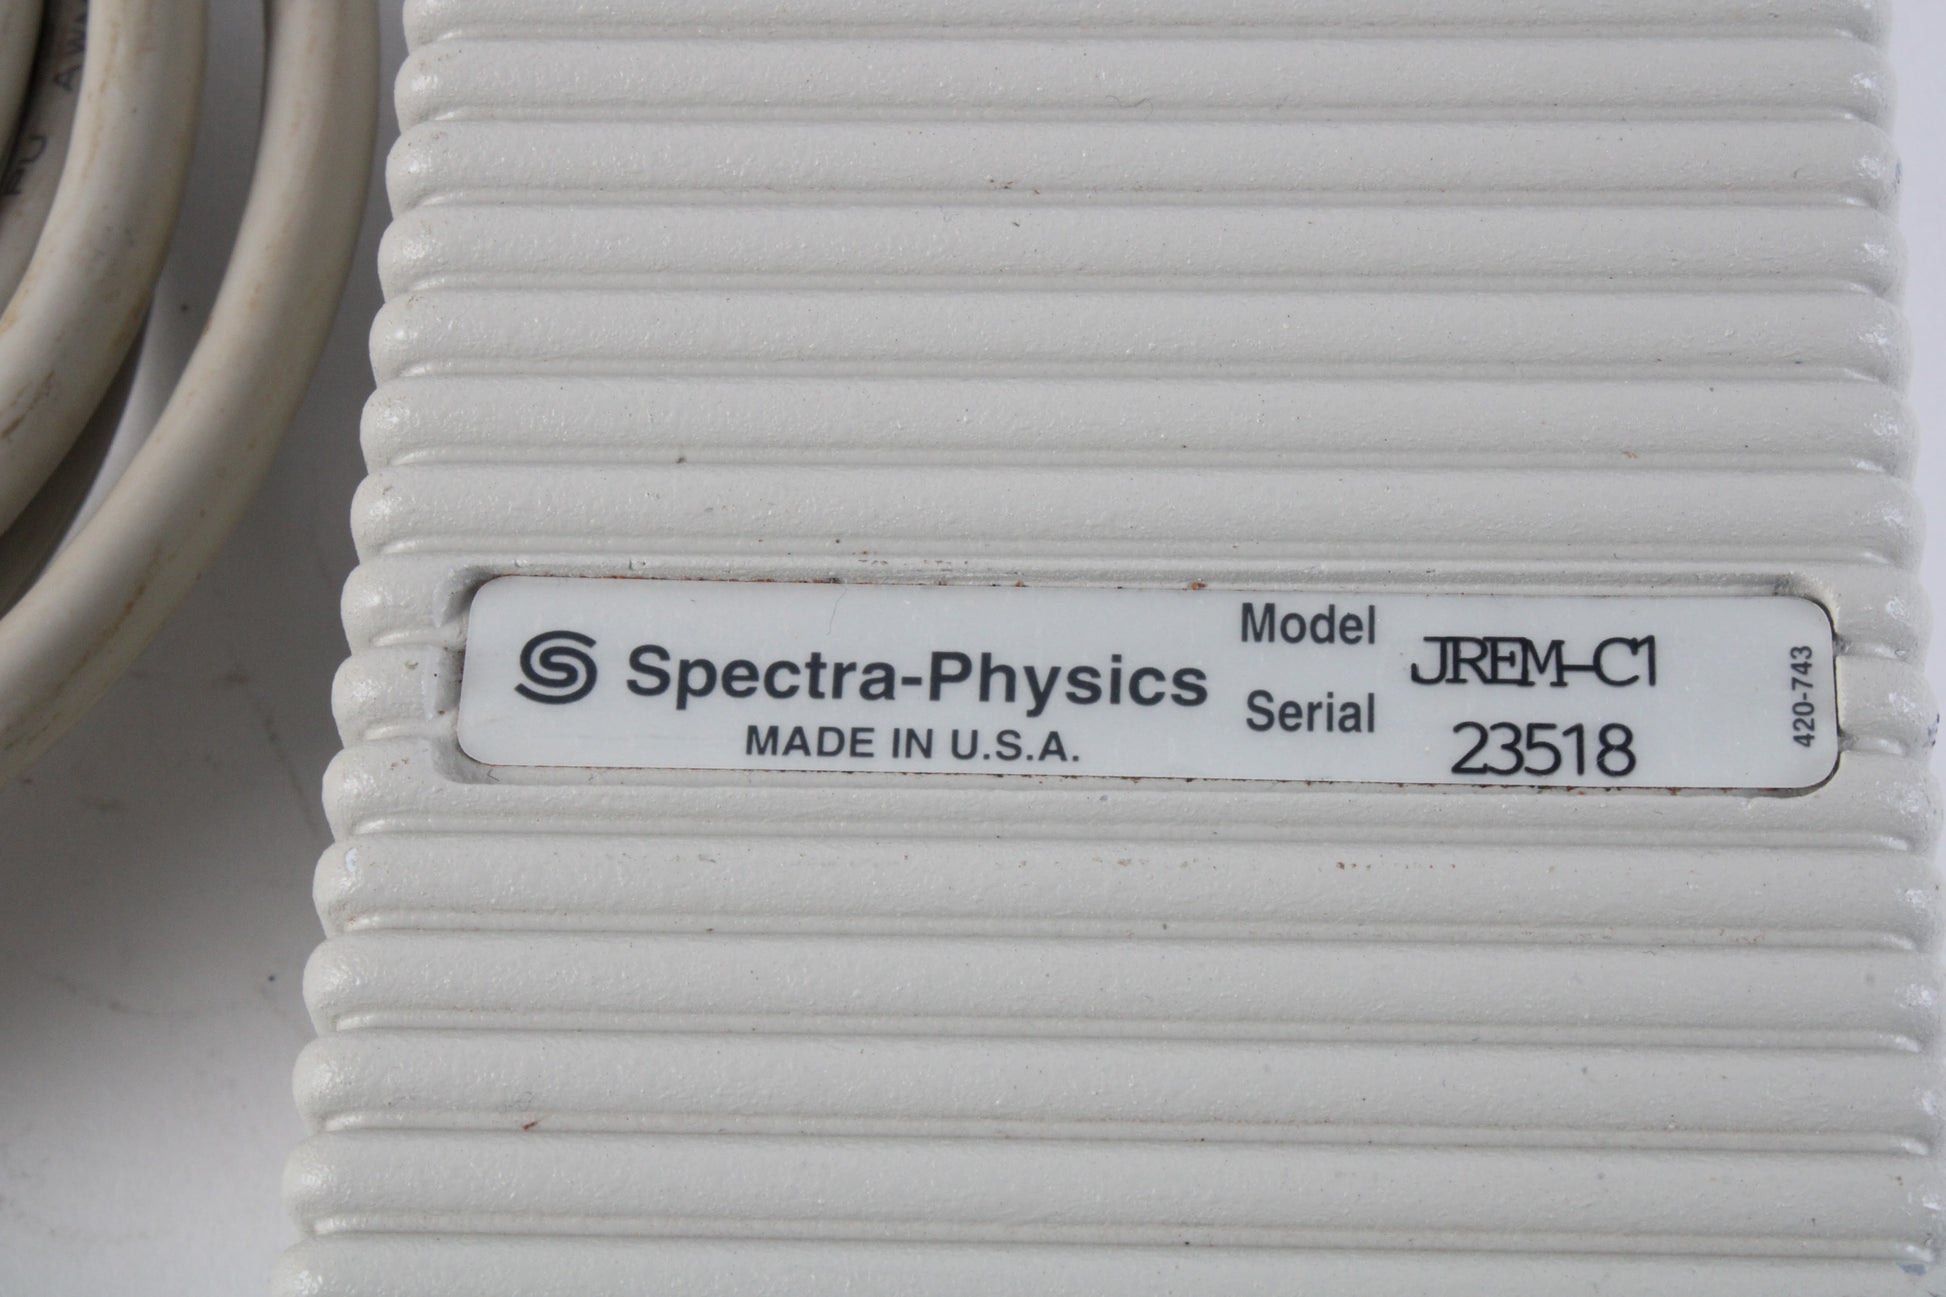 Spectra-Physics
MADE IN U.S.A.
Model JREM-C1
Serial 23518
420-743